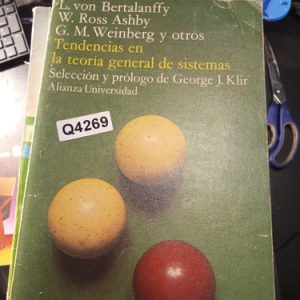 L. von Bertalanffy
W. Ross Ashby
G. M. Weinberg y otros
Tendencias en
la teoría general de sistemas
Selección y prólogo de George J. Klir
Alianza Universidad
Q4269